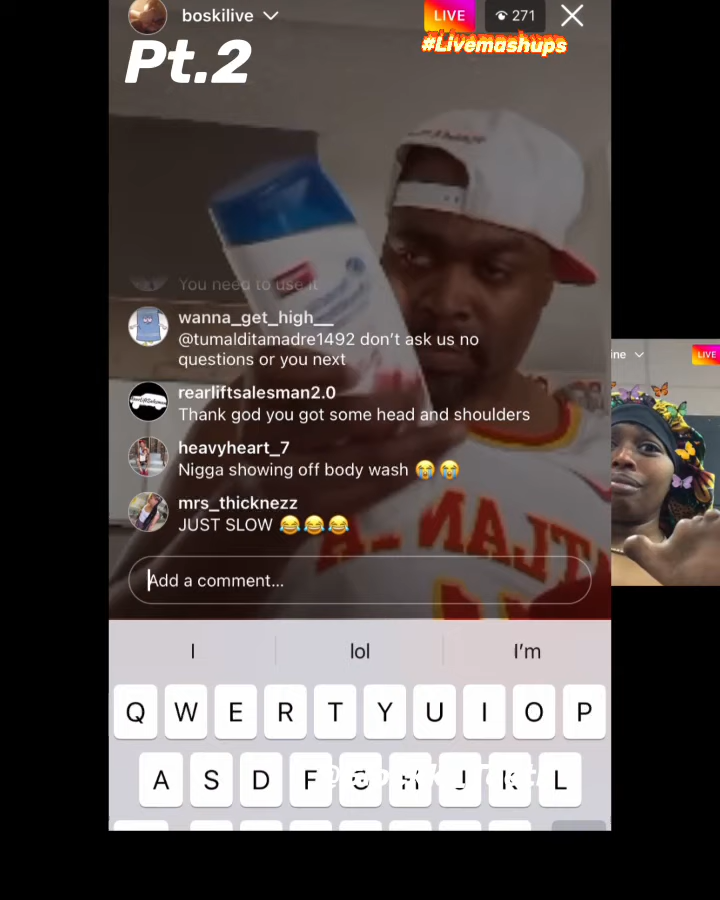 boskilive
LIVE
271
#Livemashups
Pt.2
You need to use it
wanna_get_high__
@tumalditamadre1492 don't ask us no
questions or you next
rearliftsalesman2.0
Thank god you got some head and shoulders
heavyheart_7
Nigga showing off body wash 😭😭
mrs_thicknezz
JUST SLOW 😂😂😂
ine
LIVE
ATLAN
Add a comment...
I
lol
I'm
Q W E R T Y U I O P
A S D F G H J K L